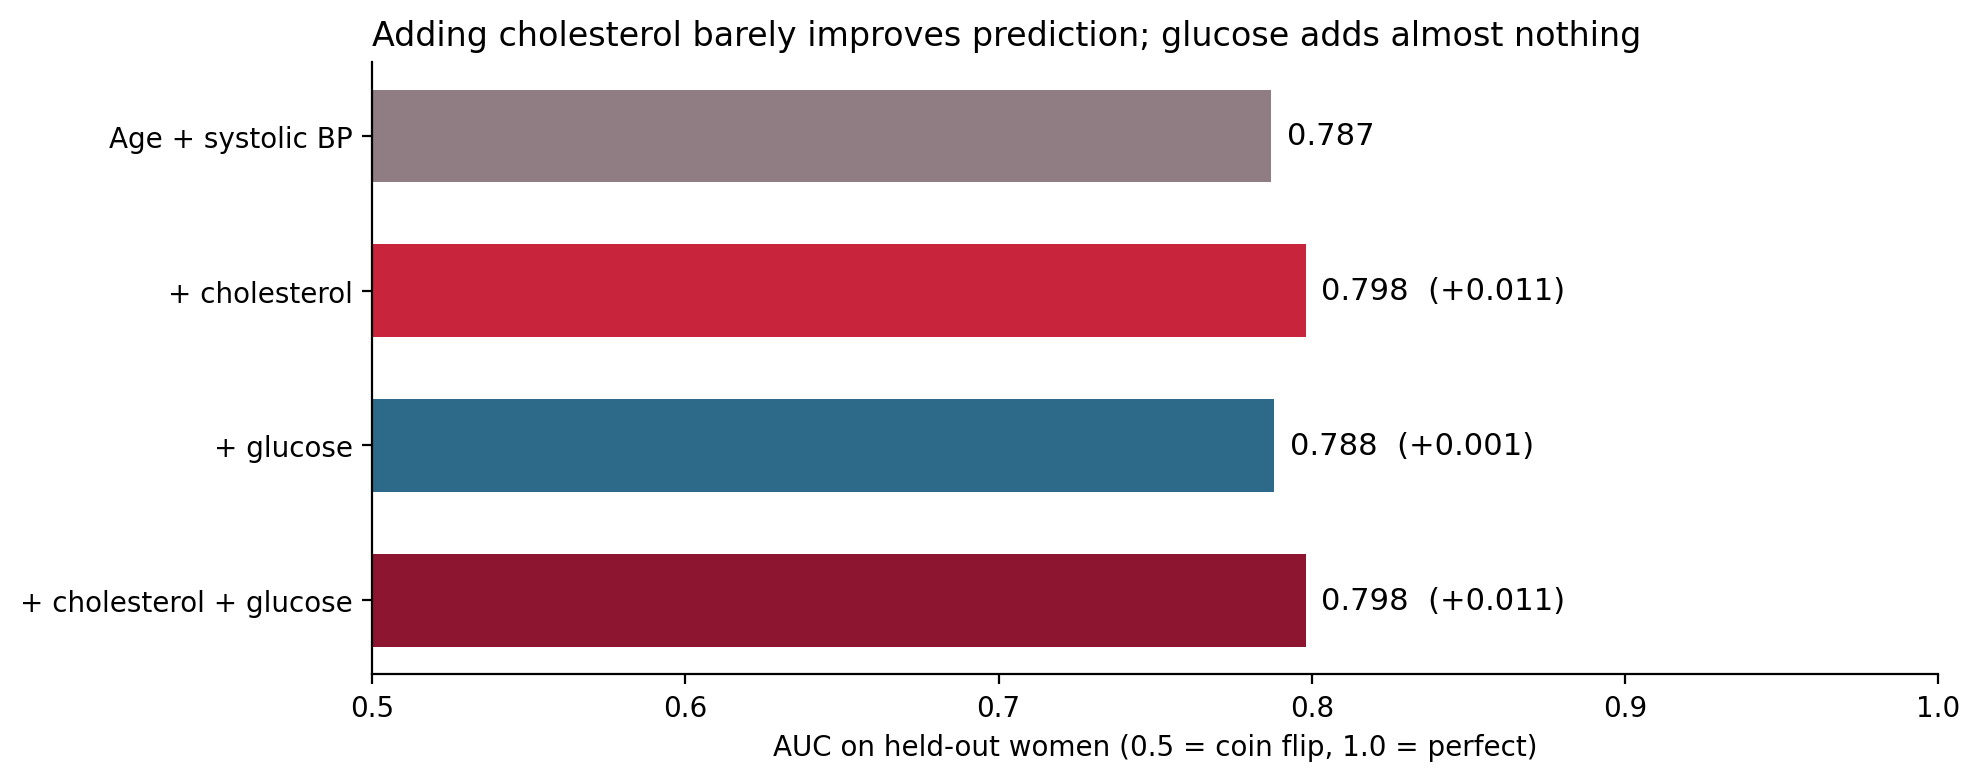 Adding cholesterol barely improves prediction; glucose adds almost nothing
Age + systolic BP
0.787
+ cholesterol
0.798 (+0.011)
+ glucose
0.788 (+0.001)
+ cholesterol + glucose
0.798 (+0.011)
0.5 0.6 0.7 0.8 0.9 1.0
AUC on held-out women (0.5 = coin flip, 1.0 = perfect)